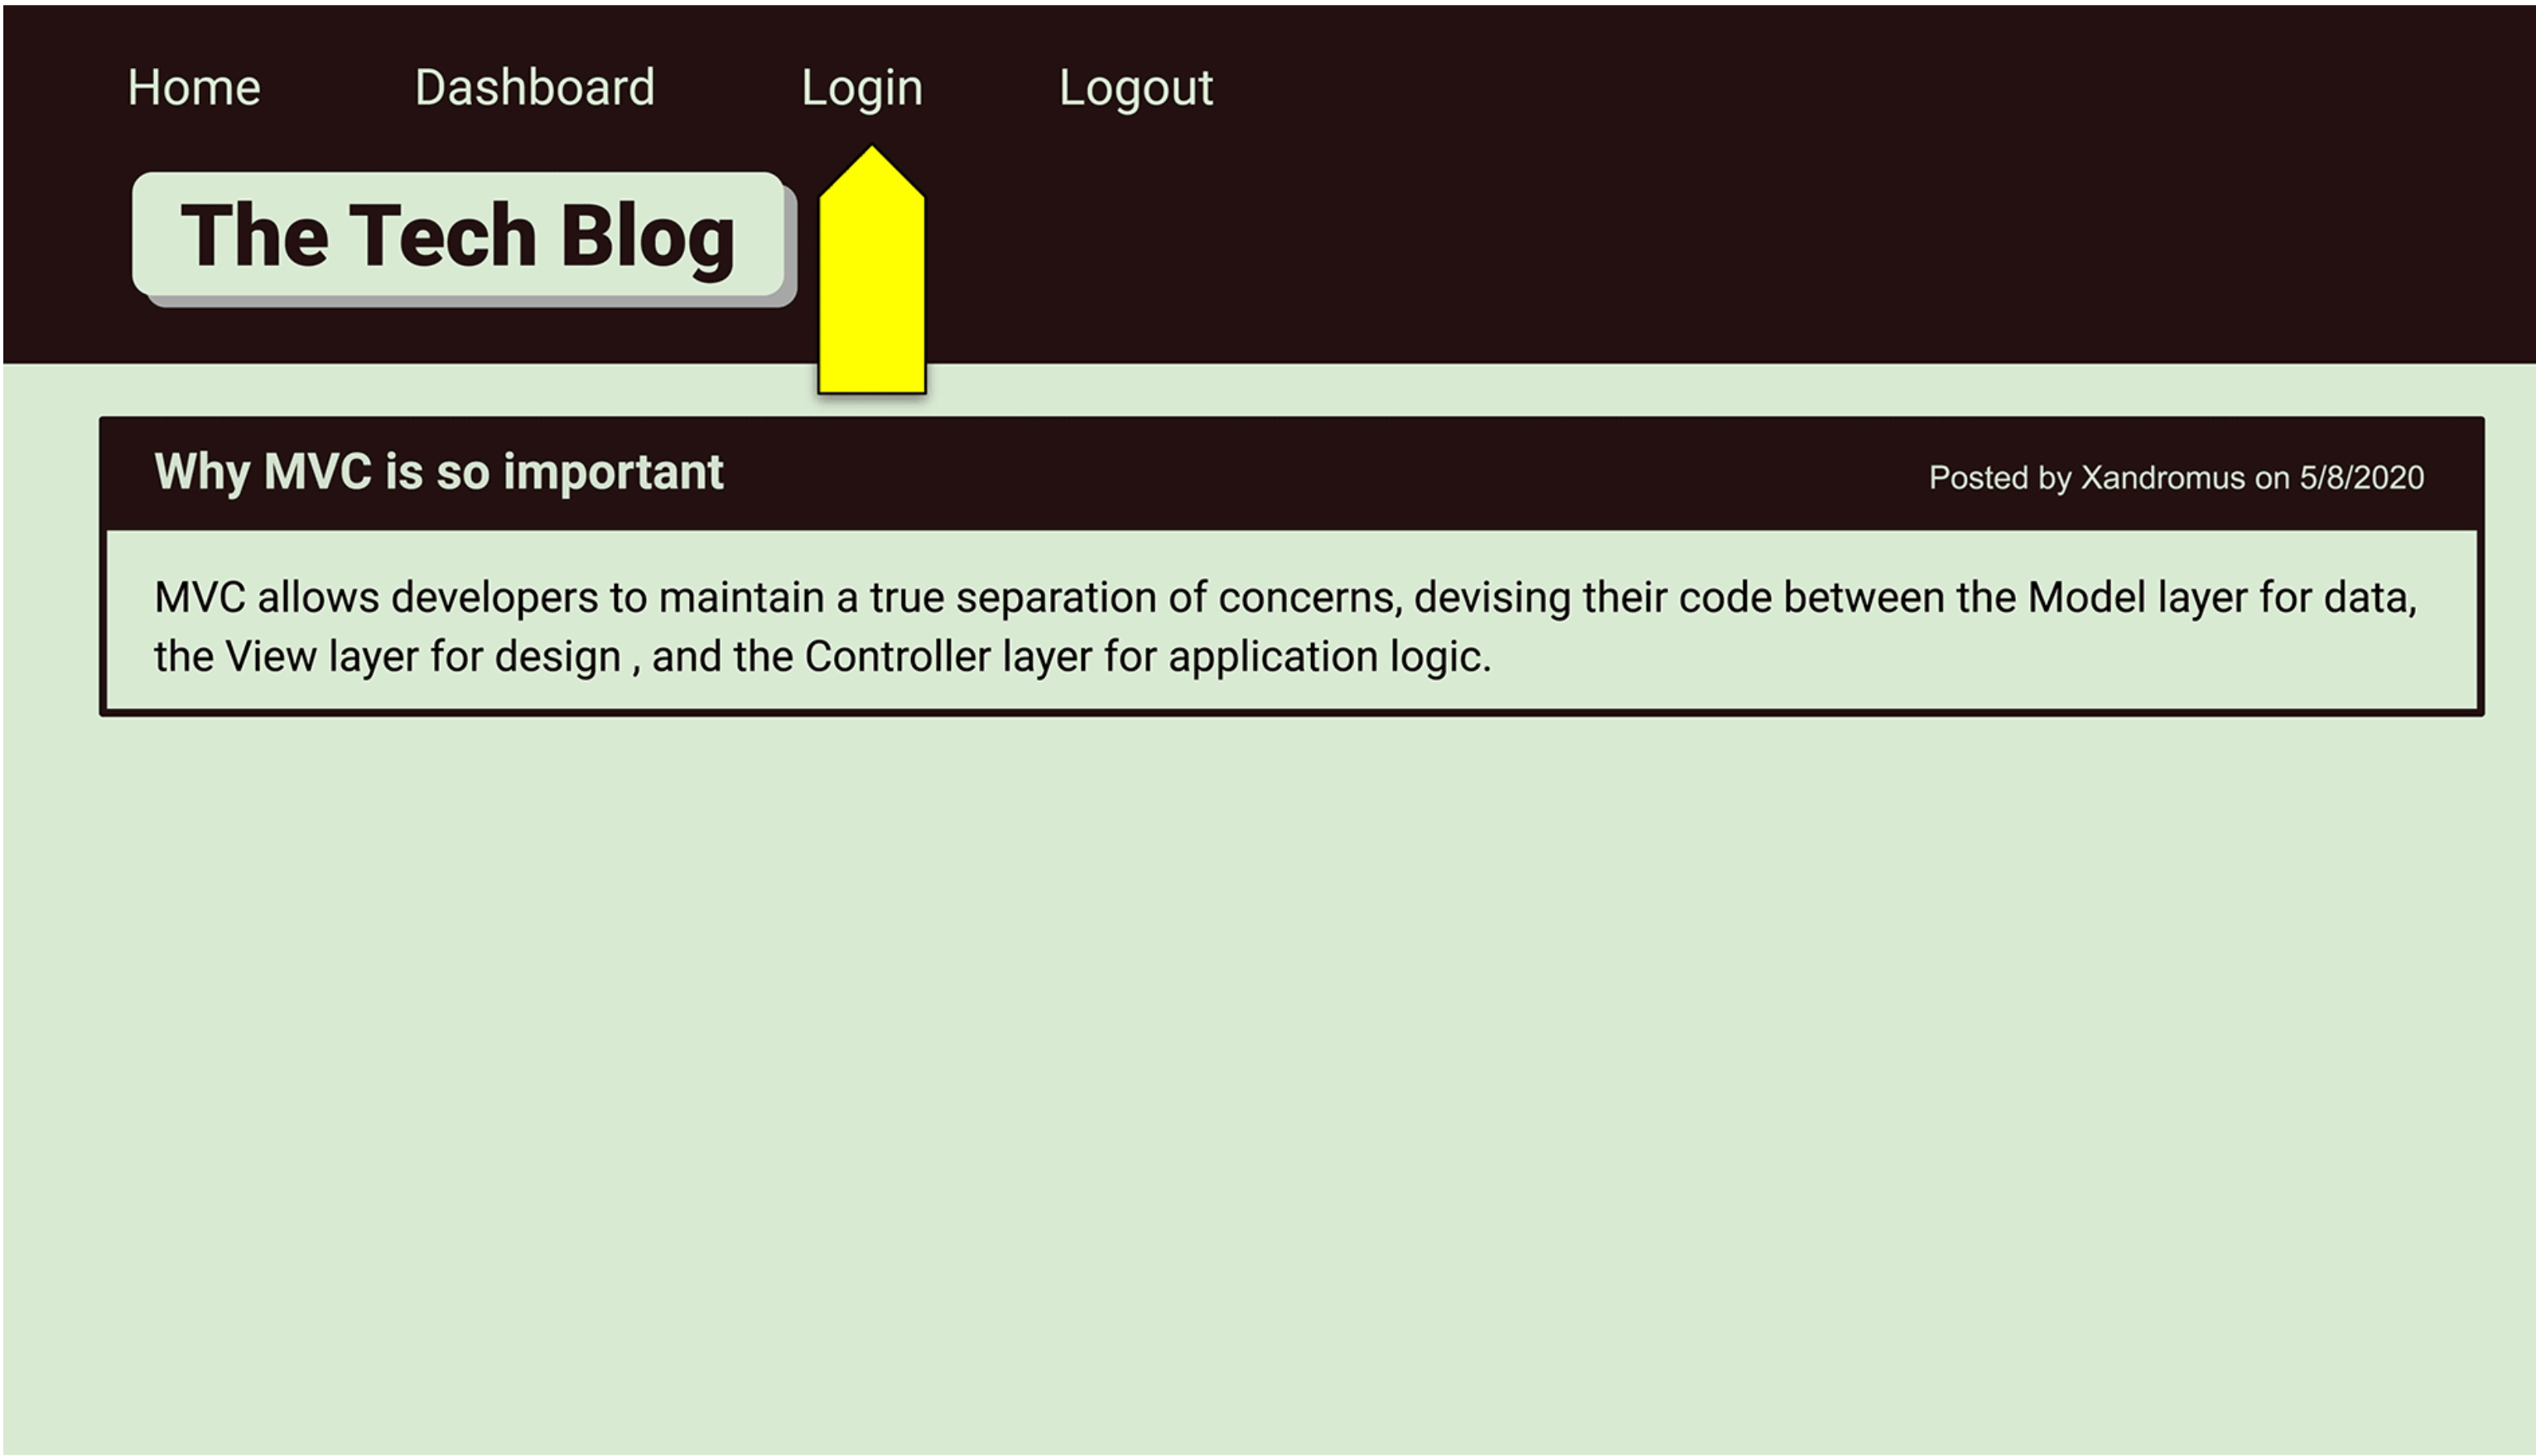 Home Dashboard Login Logout
The Tech Blog
Why MVC is so important Posted by Xandromus on 5/8/2020
MVC allows developers to maintain a true separation of concerns, devising their code between the Model layer for data,
the View layer for design , and the Controller layer for application logic.